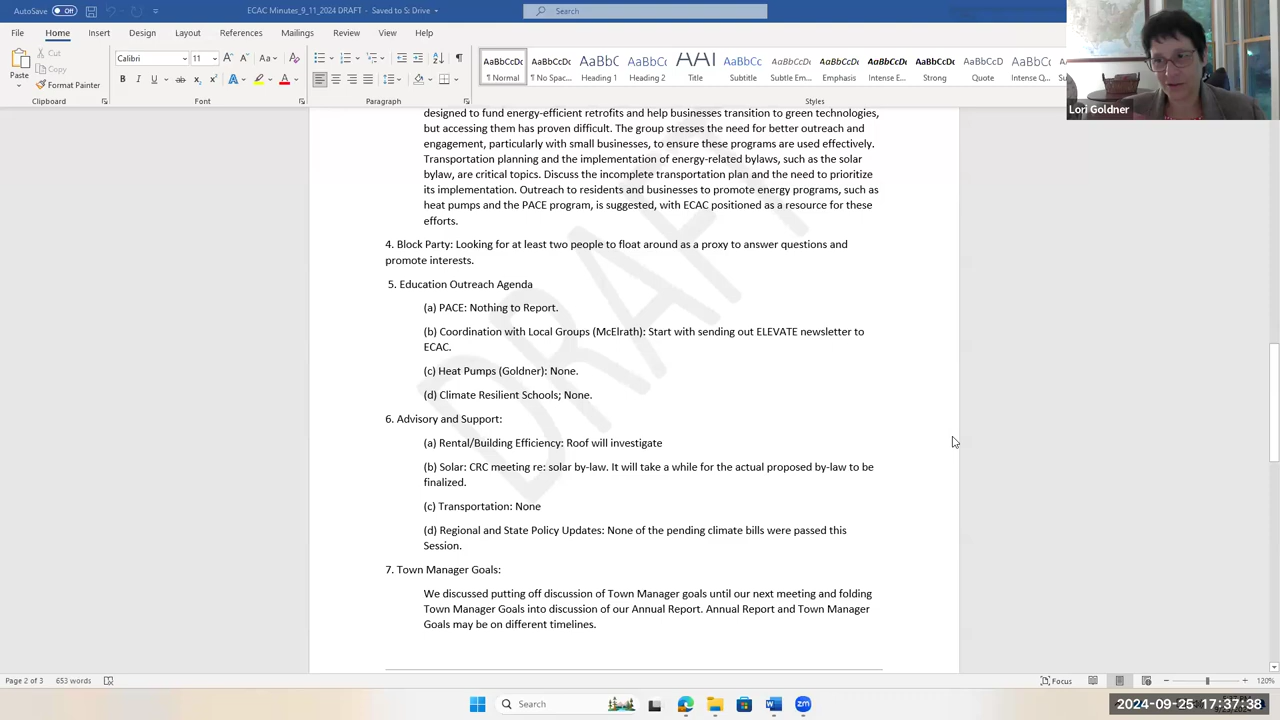 AutoSave Off ECAC Minutes_9_11_2024 DRAFT - Saved to S: Drive Search
File Home Insert Design Layout References Mailings Review View Help
Paste Cut Copy Format Painter
Calibri 11
Clipboard Font Paragraph Styles
AaBbCcDc AaBbCcDc AaBbC AaBbCc AAI AaBbCc AaBbCcDc AaBbCcDc AaBbCcDc AaBbCcDc AaBbCcDc AaBbCcDc
¶ Normal ¶ No Spac... Heading 1 Heading 2 Title Subtitle Subtle Em... Emphasis Intense E... Strong Quote Intense Q...
Lori Goldner
designed to fund energy-efficient retrofits and help businesses transition to green technologies,
but accessing them has proven difficult. The group stresses the need for better outreach and
engagement, particularly with small businesses, to ensure these programs are used effectively.
Transportation planning and the implementation of energy-related bylaws, such as the solar
bylaw, are critical topics. Discuss the incomplete transportation plan and the need to prioritize
its implementation. Outreach to residents and businesses to promote energy programs, such as
heat pumps and the PACE program, is suggested, with ECAC positioned as a resource for these
efforts.
4. Block Party: Looking for at least two people to float around as a proxy to answer questions and
promote interests.
5. Education Outreach Agenda
(a) PACE: Nothing to Report.
(b) Coordination with Local Groups (McElrath): Start with sending out ELEVATE newsletter to
ECAC.
(c) Heat Pumps (Goldner): None.
(d) Climate Resilient Schools; None.
6. Advisory and Support:
(a) Rental/Building Efficiency: Roof will investigate
(b) Solar: CRC meeting re: solar by-law. It will take a while for the actual proposed by-law to be
finalized.
(c) Transportation: None
(d) Regional and State Policy Updates: None of the pending climate bills were passed this
Session.
7. Town Manager Goals:
We discussed putting off discussion of Town Manager goals until our next meeting and folding
Town Manager Goals into discussion of our Annual Report. Annual Report and Town Manager
Goals may be on different timelines.
DRAFT
Page 2 of 3 653 words Focus 120%
Search
2024-09-25 17:37:38